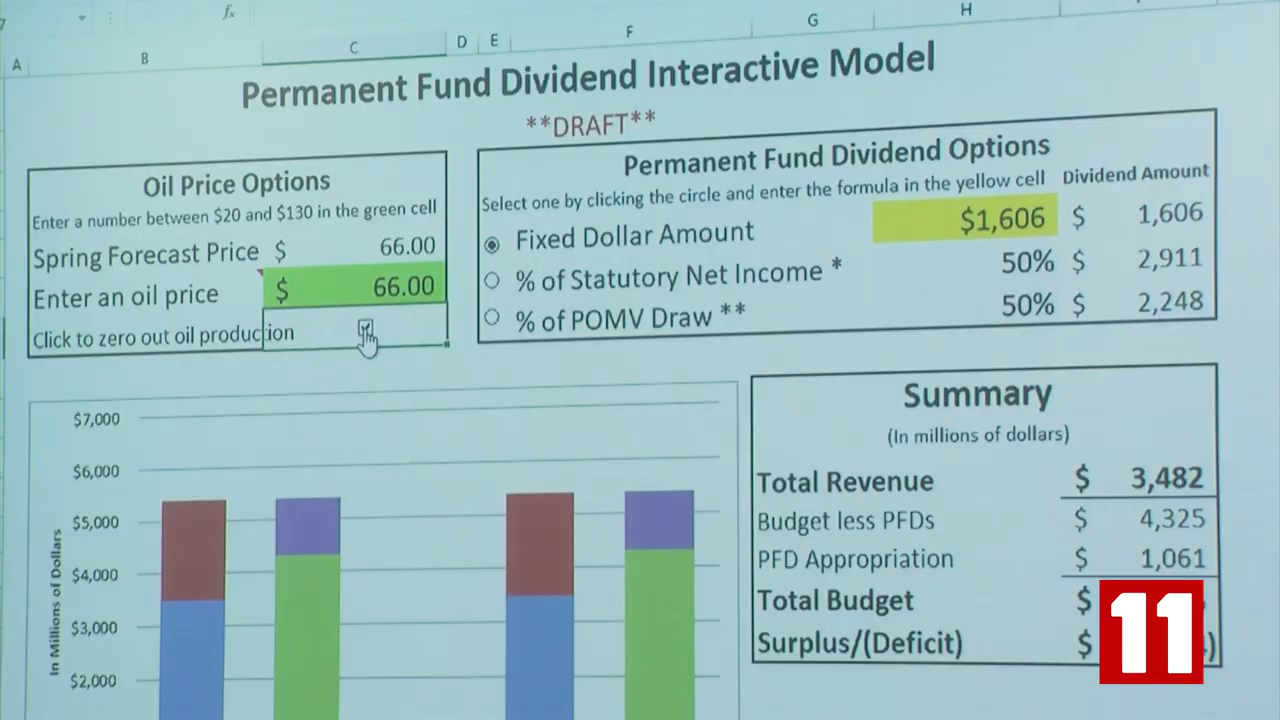 fx
A B C D E F G H
Permanent Fund Dividend Interactive Model
**DRAFT**
Oil Price Options
Enter a number between $20 and $130 in the green cell
Spring Forecast Price $ 66.00
Enter an oil price $ 66.00
Click to zero out oil production
Permanent Fund Dividend Options
Select one by clicking the circle and enter the formula in the yellow cell Dividend Amount
Fixed Dollar Amount $1,606 $ 1,606
% of Statutory Net Income * 50% $ 2,911
% of POMV Draw ** 50% $ 2,248
$7,000
$6,000
$5,000
$4,000
$3,000
$2,000
In Millions of Dollars
Summary
(In millions of dollars)
Total Revenue $ 3,482
Budget less PFDs $ 4,325
PFD Appropriation $ 1,061
Total Budget $
Surplus/(Deficit) $ )
11